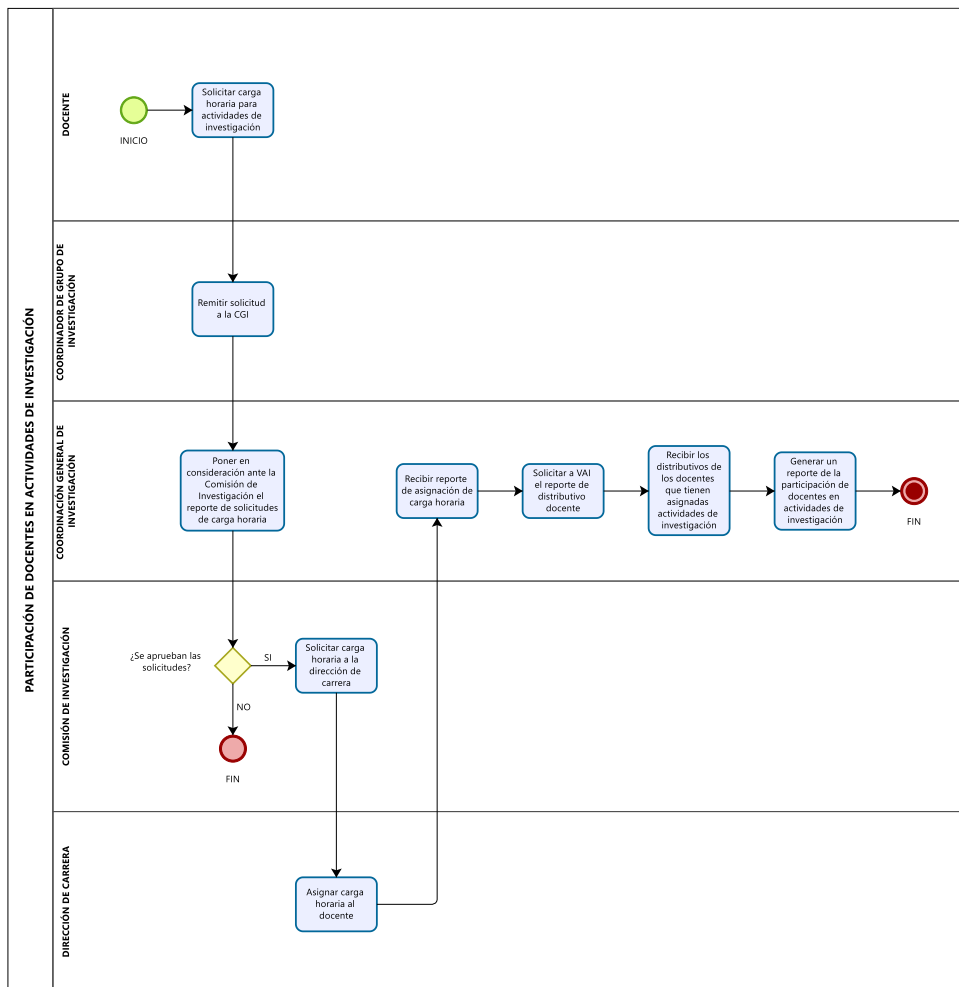 PARTICIPACIÓN DE DOCENTES EN ACTIVIDADES DE INVESTIGACIÓN
DOCENTE
INICIO
Solicitar carga
horaria para
actividades de
investigación
COORDINADOR DE GRUPO DE
INVESTIGACIÓN
Remitir solicitud
a la CGI
COORDINACIÓN GENERAL DE
INVESTIGACIÓN
Poner en
consideración ante la
Comisión de
Investigación el
reporte de solicitudes
de carga horaria
Recibir reporte
de asignación de
carga horaria
Solicitar a VAI
el reporte de
distributivo
docente
Recibir los
distributivos de
los docentes
que tienen
asignadas
actividades de
investigación
Generar un
reporte de la
participación de
docentes en
actividades de
investigación
FIN
COMISIÓN DE INVESTIGACIÓN
¿Se aprueban las
solicitudes?
SI
NO
FIN
Solicitar carga
horaria a la
dirección de
carrera
DIRECCIÓN DE CARRERA
Asignar carga
horaria al
docente